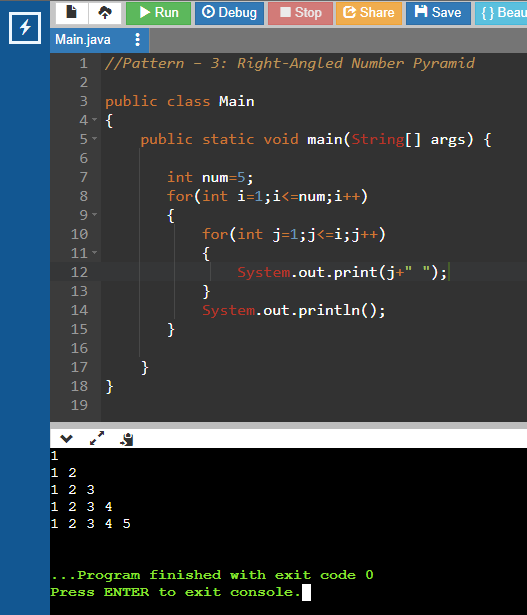 Run Debug Stop Share Save { } Beau
Main.java
1 //Pattern – 3: Right-Angled Number Pyramid
2
3 public class Main
4 {
5 public static void main(String[] args) {
6
7 int num=5;
8 for(int i=1;i<=num;i++)
9 {
10 for(int j=1;j<=i;j++)
11 {
12 System.out.print(j+" ");
13 }
14 System.out.println();
15 }
16
17 }
18 }
19
1
1 2
1 2 3
1 2 3 4
1 2 3 4 5
...Program finished with exit code 0
Press ENTER to exit console.